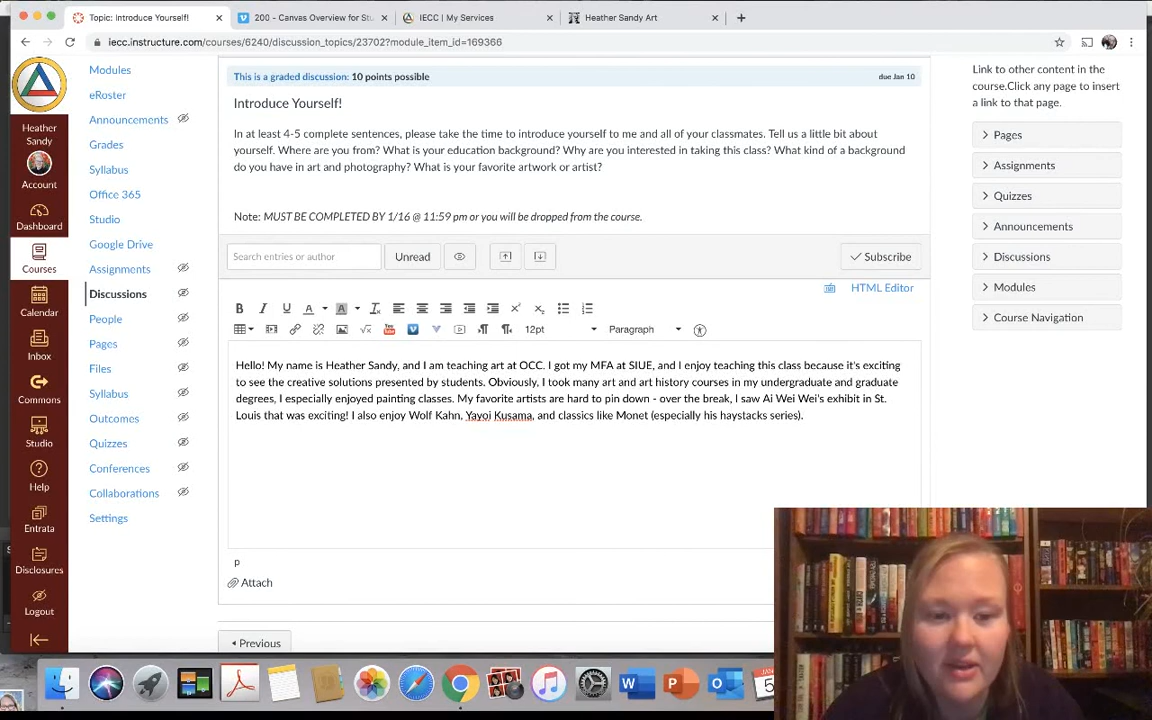 Topic: Introduce Yourself!
200 - Canvas Overview for Stu
IECC | My Services
Heather Sandy Art
iecc.instructure.com/courses/6240/discussion_topics/23702?module_item_id=169366
Heather
Sandy
Account
Dashboard
Courses
Calendar
Inbox
Commons
Studio
Help
Entrata
Disclosures
Logout
Modules
eRoster
Announcements
Grades
Syllabus
Office 365
Studio
Google Drive
Assignments
Discussions
People
Pages
Files
Syllabus
Outcomes
Quizzes
Conferences
Collaborations
Settings
This is a graded discussion: 10 points possible
due Jan 10
Introduce Yourself!
In at least 4-5 complete sentences, please take the time to introduce yourself to me and all of your classmates. Tell us a little bit about
yourself. Where are you from? What is your education background? Why are you interested in taking this class? What kind of a background
do you have in art and photography? What is your favorite artwork or artist?
Note: MUST BE COMPLETED BY 1/16 @ 11:59 pm or you will be dropped from the course.
Search entries or author
Unread
Subscribe
HTML Editor
12pt
Paragraph
Hello! My name is Heather Sandy, and I am teaching art at OCC. I got my MFA at SIUE, and I enjoy teaching this class because it's exciting
to see the creative solutions presented by students. Obviously, I took many art and art history courses in my undergraduate and graduate
degrees, I especially enjoyed painting classes. My favorite artists are hard to pin down - over the break, I saw Ai Wei Wei's exhibit in St.
Louis that was exciting! I also enjoy Wolf Kahn, Yayoi Kusama, and classics like Monet (especially his haystacks series).
p
Attach
Previous
Link to other content in the
course.Click any page to insert
a link to that page.
Pages
Assignments
Quizzes
Announcements
Discussions
Modules
Course Navigation